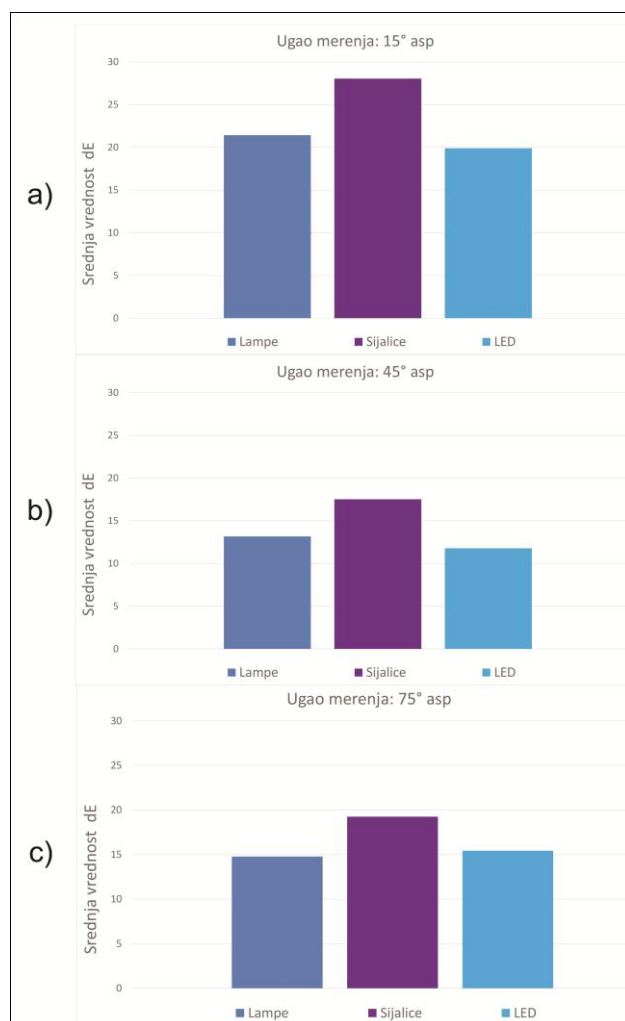 a)
Ugao merenja: 15° asp
Srednja vrednost dE
30
25
20
15
10
5
0
Lampe Sijalice LED
b)
Ugao merenja: 45° asp
Srednja vrednost dE
30
25
20
15
10
5
0
Lampe Sijalice LED
c)
Ugao merenja: 75° asp
Srednja vrednost dE
30
25
20
15
10
5
0
Lampe Sijalice LED